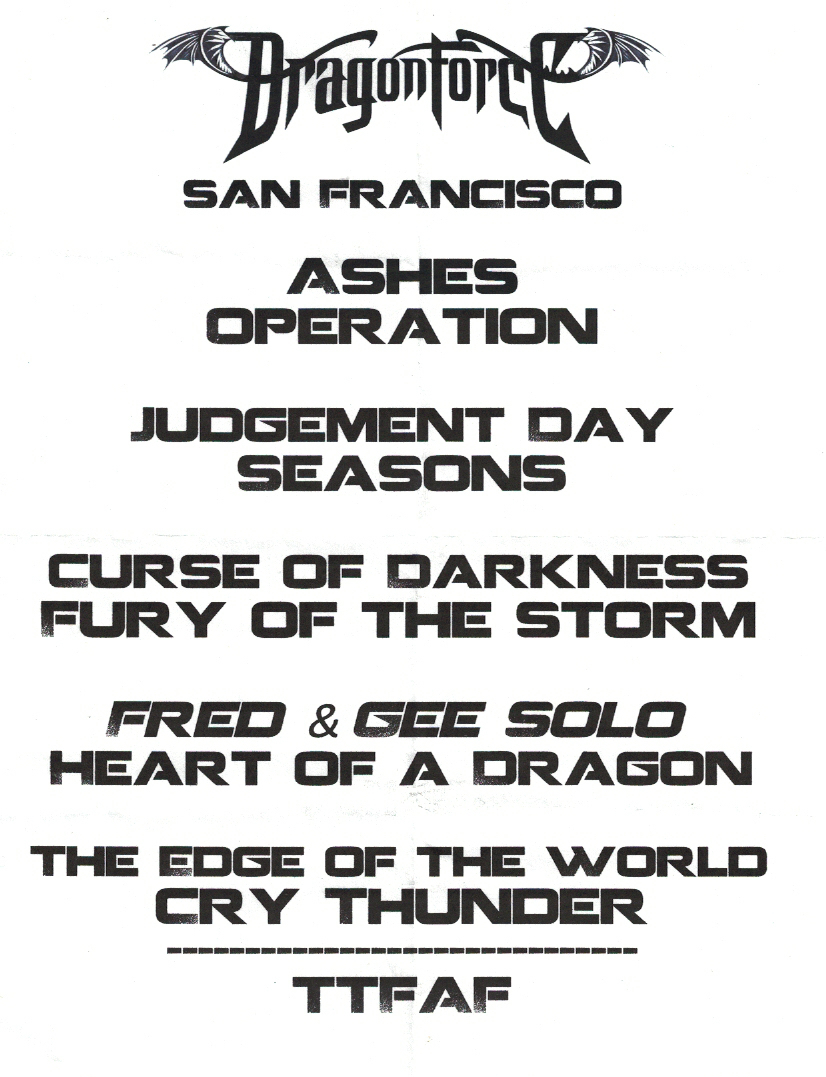 DragonForce
SAN FRANCISCO
ASHES
OPERATION
JUDGEMENT DAY
SEASONS
CURSE OF DARKNESS
FURY OF THE STORM
FRED & GEE SOLO
HEART OF A DRAGON
THE EDGE OF THE WORLD
CRY THUNDER
------------------------------
TTFAF